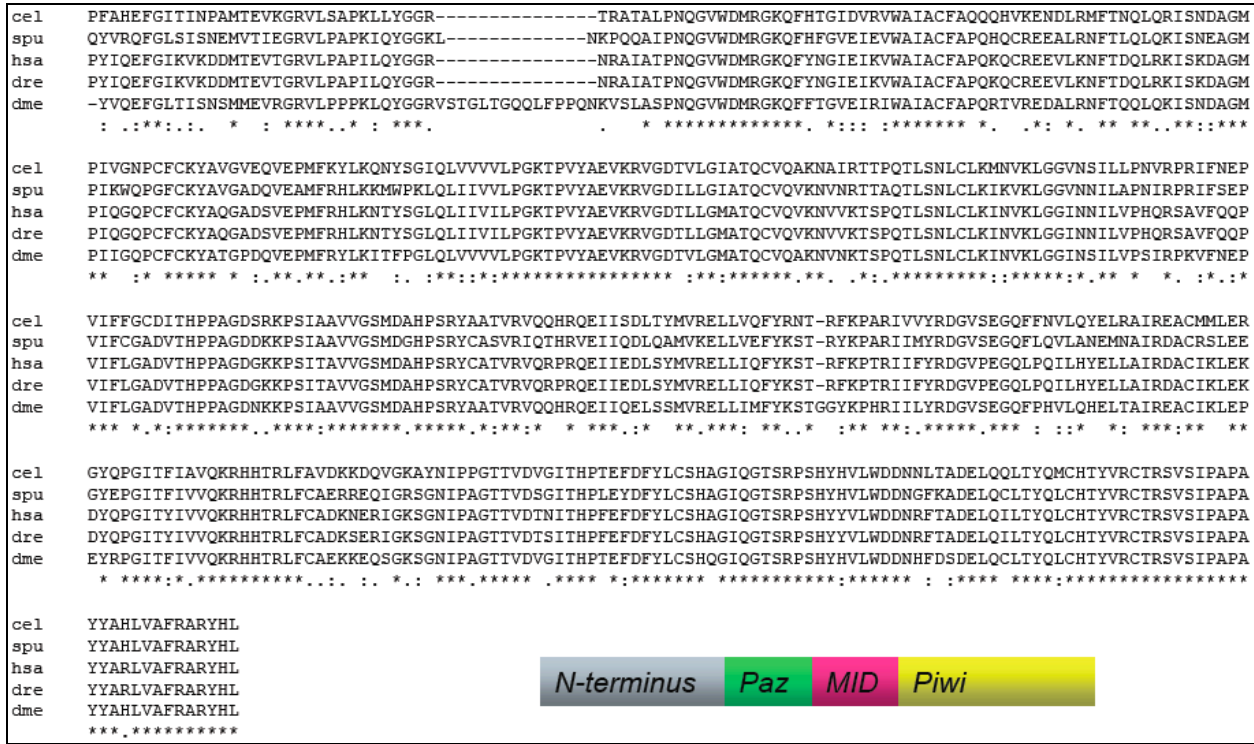 cel PFAHEFGITINPAMTEVKGRVLSAPKLLYGGR---------------TRATALPNQGVWDMRGKQFHTGIDVRVWAIACFAQQQHVKENDLRMFTNQLQRISNDAGM
spu QYVRQFGLSISNEMVTIEGRVLPAPKIQYGGKL--------------NKPQQAIPNQGVWDMRGKQFHFGVEIEVWAIACFAPQHQCREEALRNFTLQLQKISNEAGM
hsa PYIQEFGIKVKDDMTEVTGRVLPAPILQYGGR---------------NRAIATPNQGVWDMRGKQFYNGIEIKVWAIACFAPQKQCREEVLKNFTDQLRKISKDAGM
dre PYIQEFGIKVKDDMTEVTGRVLPAPILQYGGR---------------NRAIATPNQGVWDMRGKQFYNGIEIKVWAIACFAPQKQCREEVLKNFTDQLRKISKDAGM
dme -YVQEFGLTISNSMMEVRGRVLPPPKLQYGGRVSTGLTGQQLFPPQNKVSLASPNQGVWDMRGKQFFTGVEIRIWAIACFAPQRTVREDALRNFTQQLQKISNDAGM
: .:**:.:. * : ****..* : ***. . * ************* *::: :******* *. .*: *. ** **..**::***
cel PIVGNPCFCKYAVGVEQVEPMFKYLKQNYSGIQLVVVVLPGKTPVYAEVKRVGDTVLGIATQCVQAKNAIRTTPQTLSNLCLKMNVKLGGVNSILLPNVRPRIFNEP
spu PIKWQPGFCKYAVGADQVEAMFRHLKKMWPKLQLIIVVLPGKTPVYAEVKRVGDILLGIATQCVQVKNVNRTTAQTLSNLCLKIKVKLGGVNNILAPNIRPRIFSEP
hsa PIQGQPCFCKYAQGADSVEPMFRHLKNTYSGLQLIIVILPGKTPVYAEVKRVGDTLLGMATQCVQVKNVVKTSPQTLSNLCLKINVKLGGINNILVPHQRSAVFQQP
dre PIQGQPCFCKYAQGADSVEPMFRHLKNTYSGLQLIIVILPGKTPVYAEVKRVGDTLLGMATQCVQVKNVVKTSPQTLSNLCLKINVKLGGINNILVPHQRSAVFQQP
dme PIIGQPCFCKYATGPDQVEPMFRYLKITFPGLQLVVVVLPGKTPVYAEVKRVGDTVLGMATQCVQAKNVNKTSPQTLSNLCLKINVKLGGINSILVPSIRPKVFNEP
** :* ***** * :.**.**:** :. :**::*:**************** :**:******.**. .*:.*********::*****:*.** * *. :*.:*
cel VIFFGCDITHPPAGDSRKPSIAAVVGSMDAHPSRYAATVRVQQHRQEIISDLTYMVRELLVQFYRNT-RFKPARIVVYRDGVSEGQFFNVLQYELRAIREACMMLER
spu VIFCGADVTHPPAGDDKKPSIAAVVGSMDGHPSRYCASVRIQTHRVEIIQDLQAMVKELLVEFYKST-RYKPARIIMYRDGVSEGQFLQVLANEMNAIRDACRSLEE
hsa VIFLGADVTHPPAGDGKKPSITAVVGSMDAHPSRYCATVRVQRPRQEIIEDLSYMVRELLIQFYKST-RFKPTRIIFYRDGVPEGQLPQILHYELLAIRDACIKLEK
dre VIFLGADVTHPPAGDGKKPSITAVVGSMDAHPSRYCATVRVQRPRQEIIEDLSYMVRELLIQFYKST-RFKPTRIIFYRDGVPEGQLPQILHYELLAIRDACIKLEK
dme VIFLGADVTHPPAGDNKKPSIAAVVGSMDAHPSRYAATVRVQQHRQEIIQELSSMVRELLIMFYKSTGGYKPHRIILYRDGVSEGQFPHVLQHELTAIREACIKLEP
*** *.*:*******..****:*******.*****.*:**:* * ***.:* **.***: **..* :** **:.*****.*** : ::* *: ***:** **
cel GYQPGITFIAVQKRHHTRLFAVDKKDQVGKAYNIPPGTTVDVGITHPTEFDFYLCSHAGIQGTSRPSHYHVLWDDNNLTADELQQLTYQMCHTYVRCTRSVSIPAPA
spu GYEPGITFIVVQKRHHTRLFCAERREQIGRSGNIPAGTTVDSGITHPLEYDFYLCSHAGIQGTSRPSHYHVLWDDNGFKADELQCLTYQLCHTYVRCTRSVSIPAPA
hsa DYQPGITYIVVQKRHHTRLFCADKNERIGKSGNIPAGTTVDTNITHPFEFDFYLCSHAGIQGTSRPSHYYVLWDDNRFTADELQILTYQLCHTYVRCTRSVSIPAPA
dre DYQPGITYIVVQKRHHTRLFCADKSERIGKSGNIPAGTTVDTSITHPFEFDFYLCSHAGIQGTSRPSHYYVLWDDNRFTADELQILTYQLCHTYVRCTRSVSIPAPA
dme EYRPGITFIVVQKRHHTRLFCAEKKEQSGKSGNIPAGTTVDVGITHPTEFDFYLCSHQGIQGTSRPSHYHVLWDDNHFDSDELQCLTYQLCHTYVRCTRSVSIPAPA
* ****:*.**********..:. :. *.: ***.***** .**** *:******* ***********:****** : :**** ****:*****************
cel YYAHLVAFRARYHL
spu YYAHLVAFRARYHL
hsa YYARLVAFRARYHL
dre YYARLVAFRARYHL
dme YYAHLVAFRARYHL
***.**********
N-terminus Paz MID Piwi